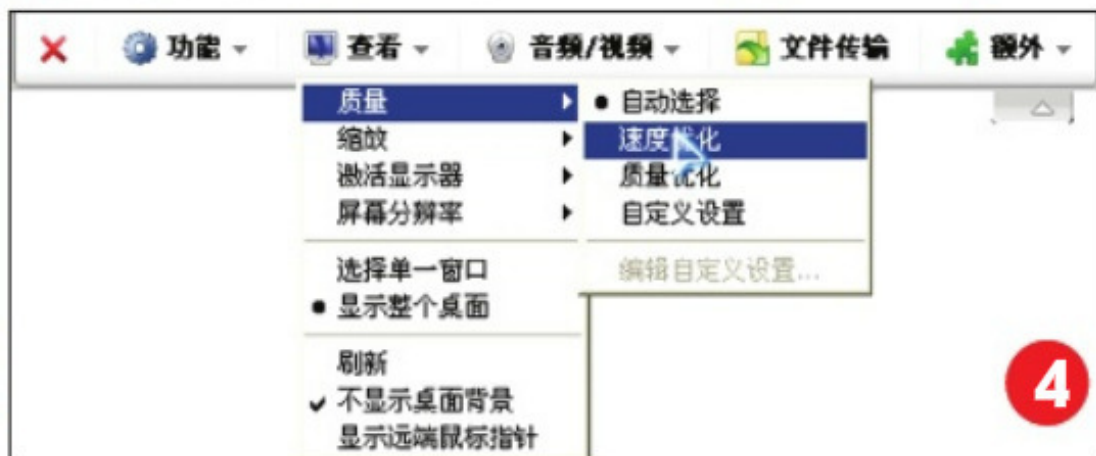 功能 查看 音频/视频 文件传输 额外
质量 自动选择
缩放 速度优化
激活显示器 质量优化
屏幕分辨率 自定义设置
选择单一窗口 编辑自定义设置...
显示整个桌面
刷新
不显示桌面背景
显示远端鼠标指针
4